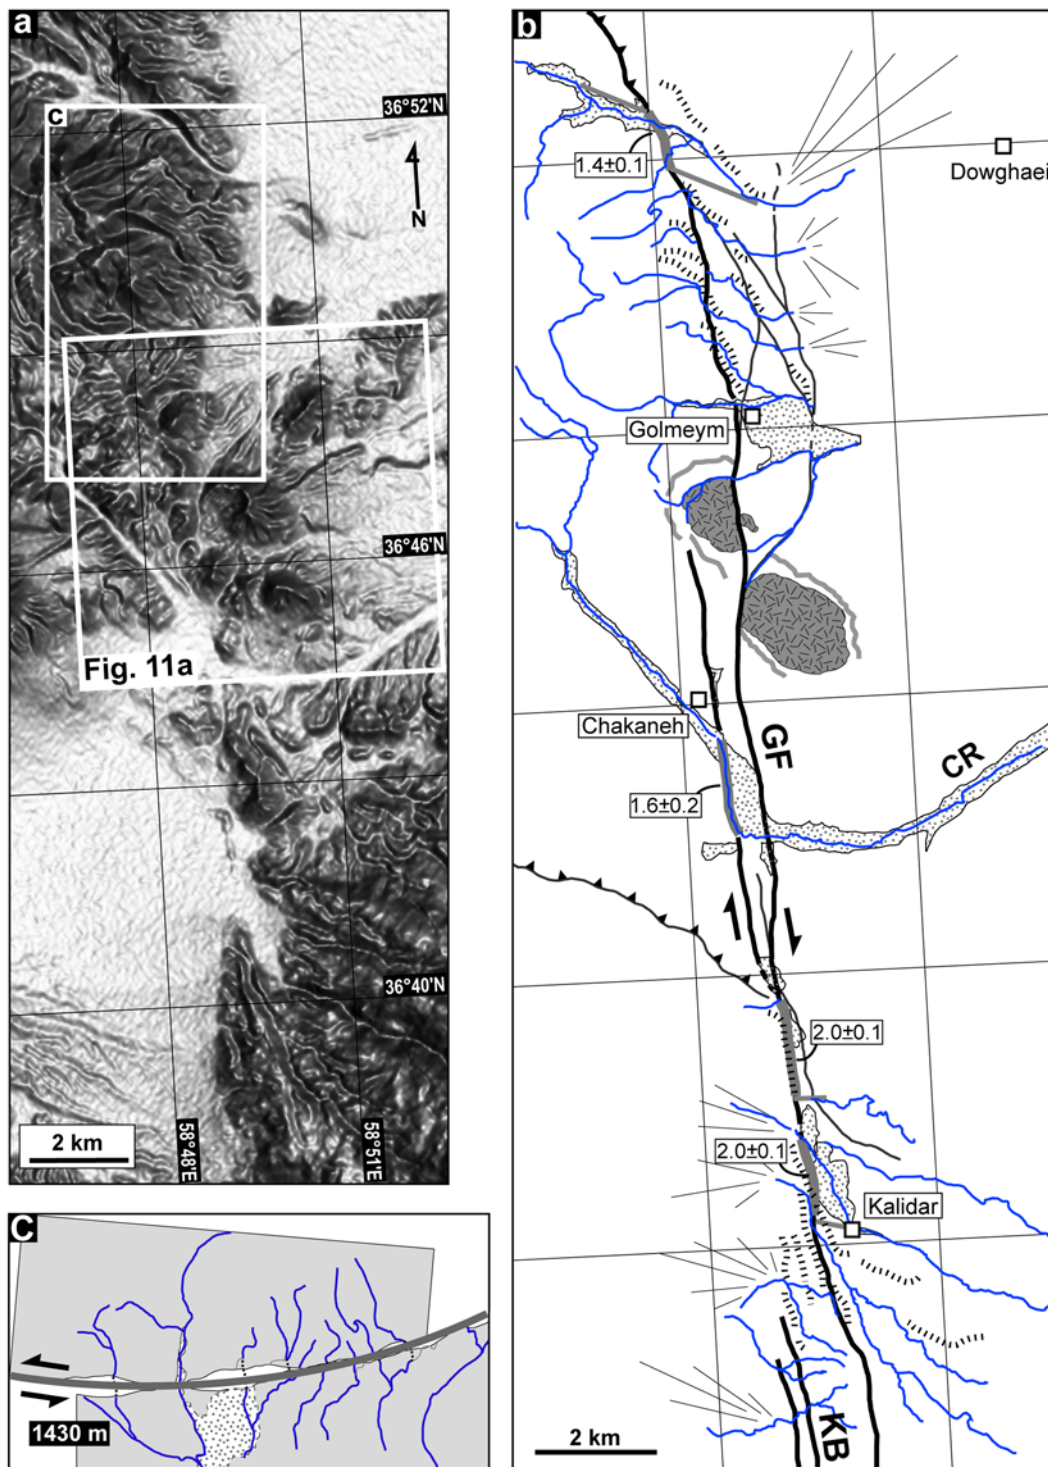 a
c
36°52'N
N
36°46'N
Fig. 11a
36°40'N
58°48'E
58°51'E
2 km
b
1.4±0.1
Dowghaei
Golmeym
Chakaneh
GF
CR
1.6±0.2
2.0±0.1
2.0±0.1
Kalidar
KB
2 km
C
1430 m